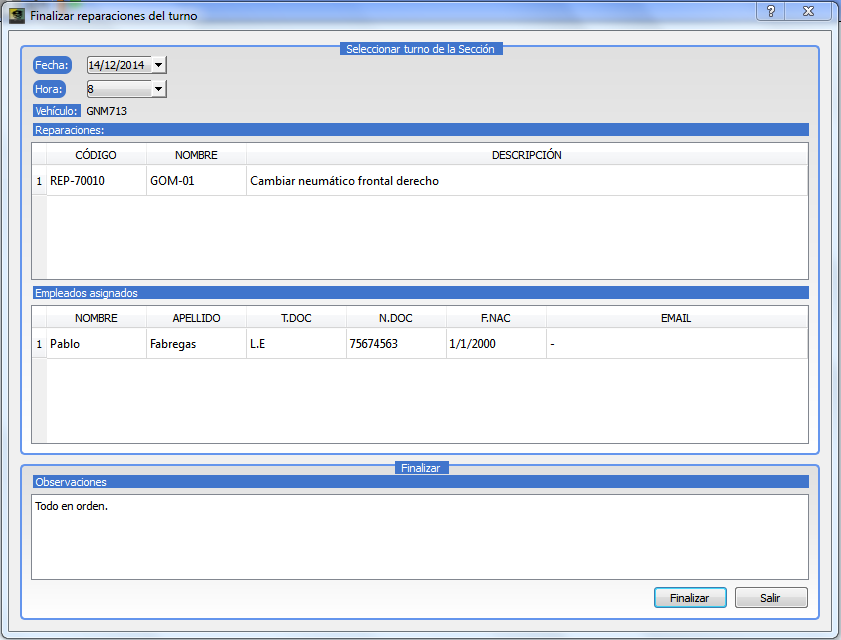 Finalizar reparaciones del turno
?
Seleccionar turno de la Sección
Fecha: 14/12/2014
Hora: 8
Vehículo: GNM713
Reparaciones:
CÓDIGO NOMBRE DESCRIPCIÓN
1 REP-70010 GOM-01 Cambiar neumático frontal derecho
Empleados asignados
NOMBRE APELLIDO T.DOC N.DOC F.NAC EMAIL
1 Pablo Fabregas L.E 75674563 1/1/2000 -
Finalizar
Observaciones
Todo en orden.
Finalizar Salir